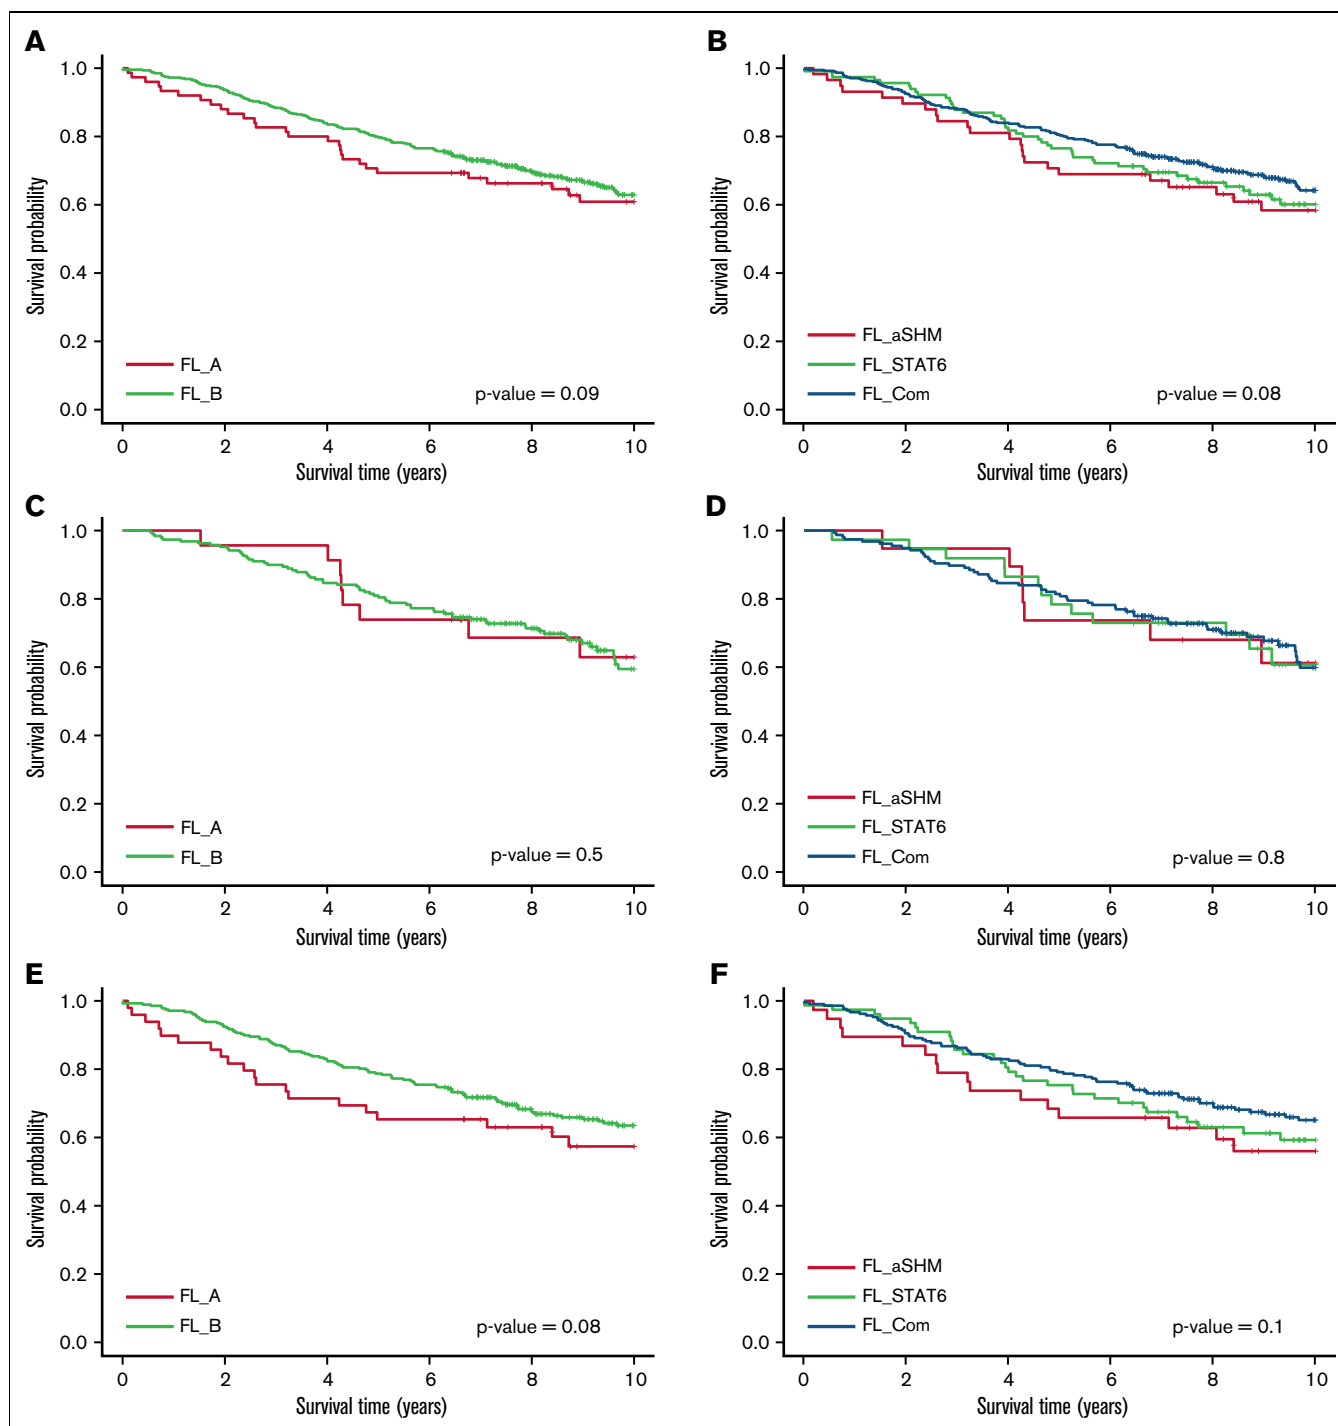 A
1.0
0.8
0.6
0.4
0.2
0.0
Survival probability
FL_A
FL_B
p-value = 0.09
0 2 4 6 8 10
Survival time (years)
B
1.0
0.8
0.6
0.4
0.2
0.0
Survival probability
FL_aSHM
FL_STAT6
FL_Com
p-value = 0.08
0 2 4 6 8 10
Survival time (years)
C
1.0
0.8
0.6
0.4
0.2
0.0
Survival probability
FL_A
FL_B
p-value = 0.5
0 2 4 6 8 10
Survival time (years)
D
1.0
0.8
0.6
0.4
0.2
0.0
Survival probability
FL_aSHM
FL_STAT6
FL_Com
p-value = 0.8
0 2 4 6 8 10
Survival time (years)
E
1.0
0.8
0.6
0.4
0.2
0.0
Survival probability
FL_A
FL_B
p-value = 0.08
0 2 4 6 8 10
Survival time (years)
F
1.0
0.8
0.6
0.4
0.2
0.0
Survival probability
FL_aSHM
FL_STAT6
FL_Com
p-value = 0.1
0 2 4 6 8 10
Survival time (years)